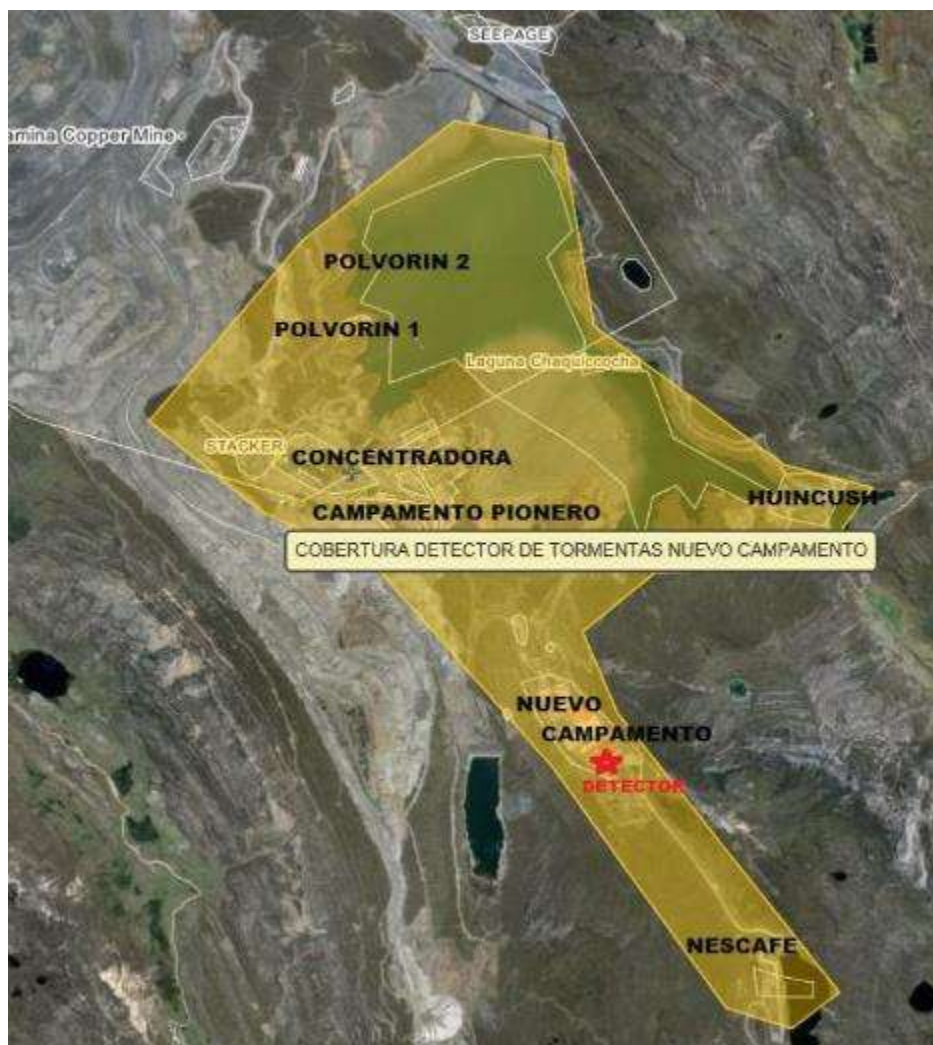 SEEPAGE
amina Copper Mine
POLVORIN 2
POLVORIN 1
Laguna Chaquiccocha
STACKER
CONCENTRADORA
HUINCUSH
CAMPAMENTO PIONERO
COBERTURA DETECTOR DE TORMENTAS NUEVO CAMPAMENTO
NUEVO
CAMPAMENTO
DETECTOR
NESCAFE